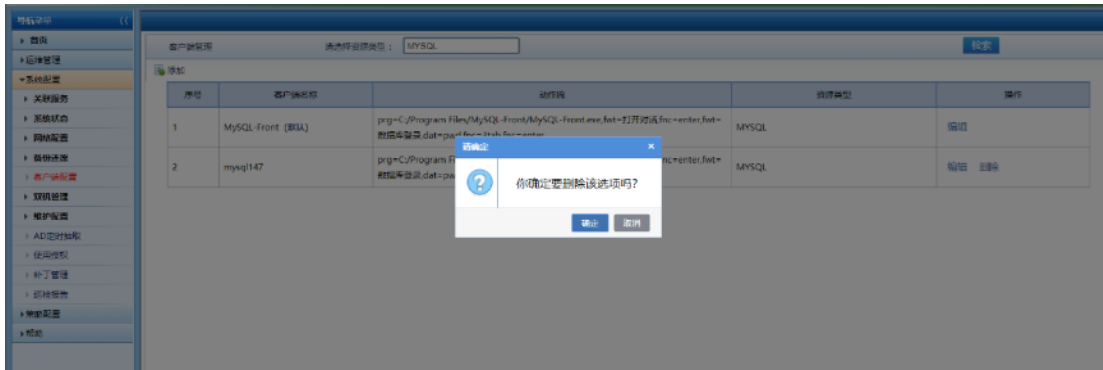 导航菜单
首页
运维管理
系统配置
关联服务
系统状态
网络配置
备份还原
客户端配置
双机管理
维护配置
AD定时抽取
使用授权
补丁管理
巡检报告
策略配置
帮助
客户端管理 请选择资源类型： MYSQL 检索
添加
序号 客户端名称 动作流 资源类型 操作
1 MySQL-Front (默认) prg=C:/Program Files/MySQL-Front/MySQL-Front.exe,fwt=打开对话,fnc=enter,fwt=
数据库登录,dat=pwd,fnc=3tab,fnc=enter MYSQL 编辑
2 mysql147 prg=C:/Program nc=enter,fwt=
数据库登录,dat=pw MYSQL 编辑 删除
请确定 ×
你确定要删除该选项吗?
确定 取消